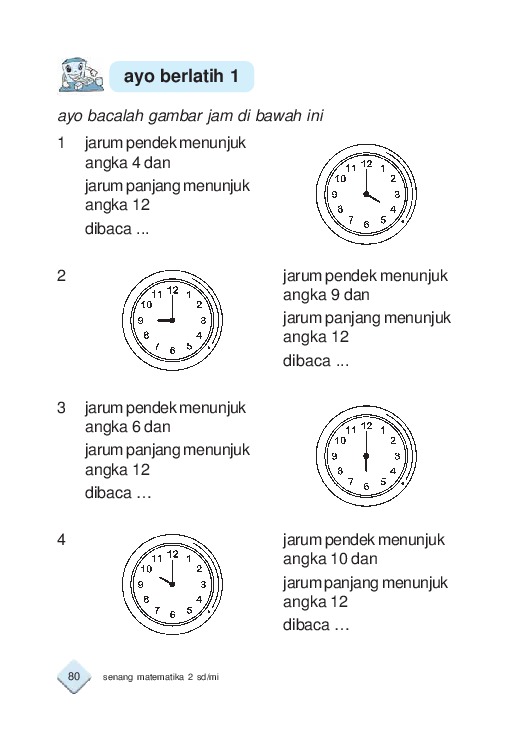 ayo berlatih 1
ayo bacalah gambar jam di bawah ini
1 jarum pendek menunjuk
angka 4 dan
jarum panjang menunjuk
angka 12
dibaca ...
12 1 2 3 4 5 6 7 8 9 10 11
2
12 1 2 3 4 5 6 7 8 9 10 11
jarum pendek menunjuk
angka 9 dan
jarum panjang menunjuk
angka 12
dibaca ...
3 jarum pendek menunjuk
angka 6 dan
jarum panjang menunjuk
angka 12
dibaca …
12 1 2 3 4 5 6 7 8 9 10 11
4
12 1 2 3 4 5 6 7 8 9 10 11
jarum pendek menunjuk
angka 10 dan
jarum panjang menunjuk
angka 12
dibaca …
80 senang matematika 2 sd/mi